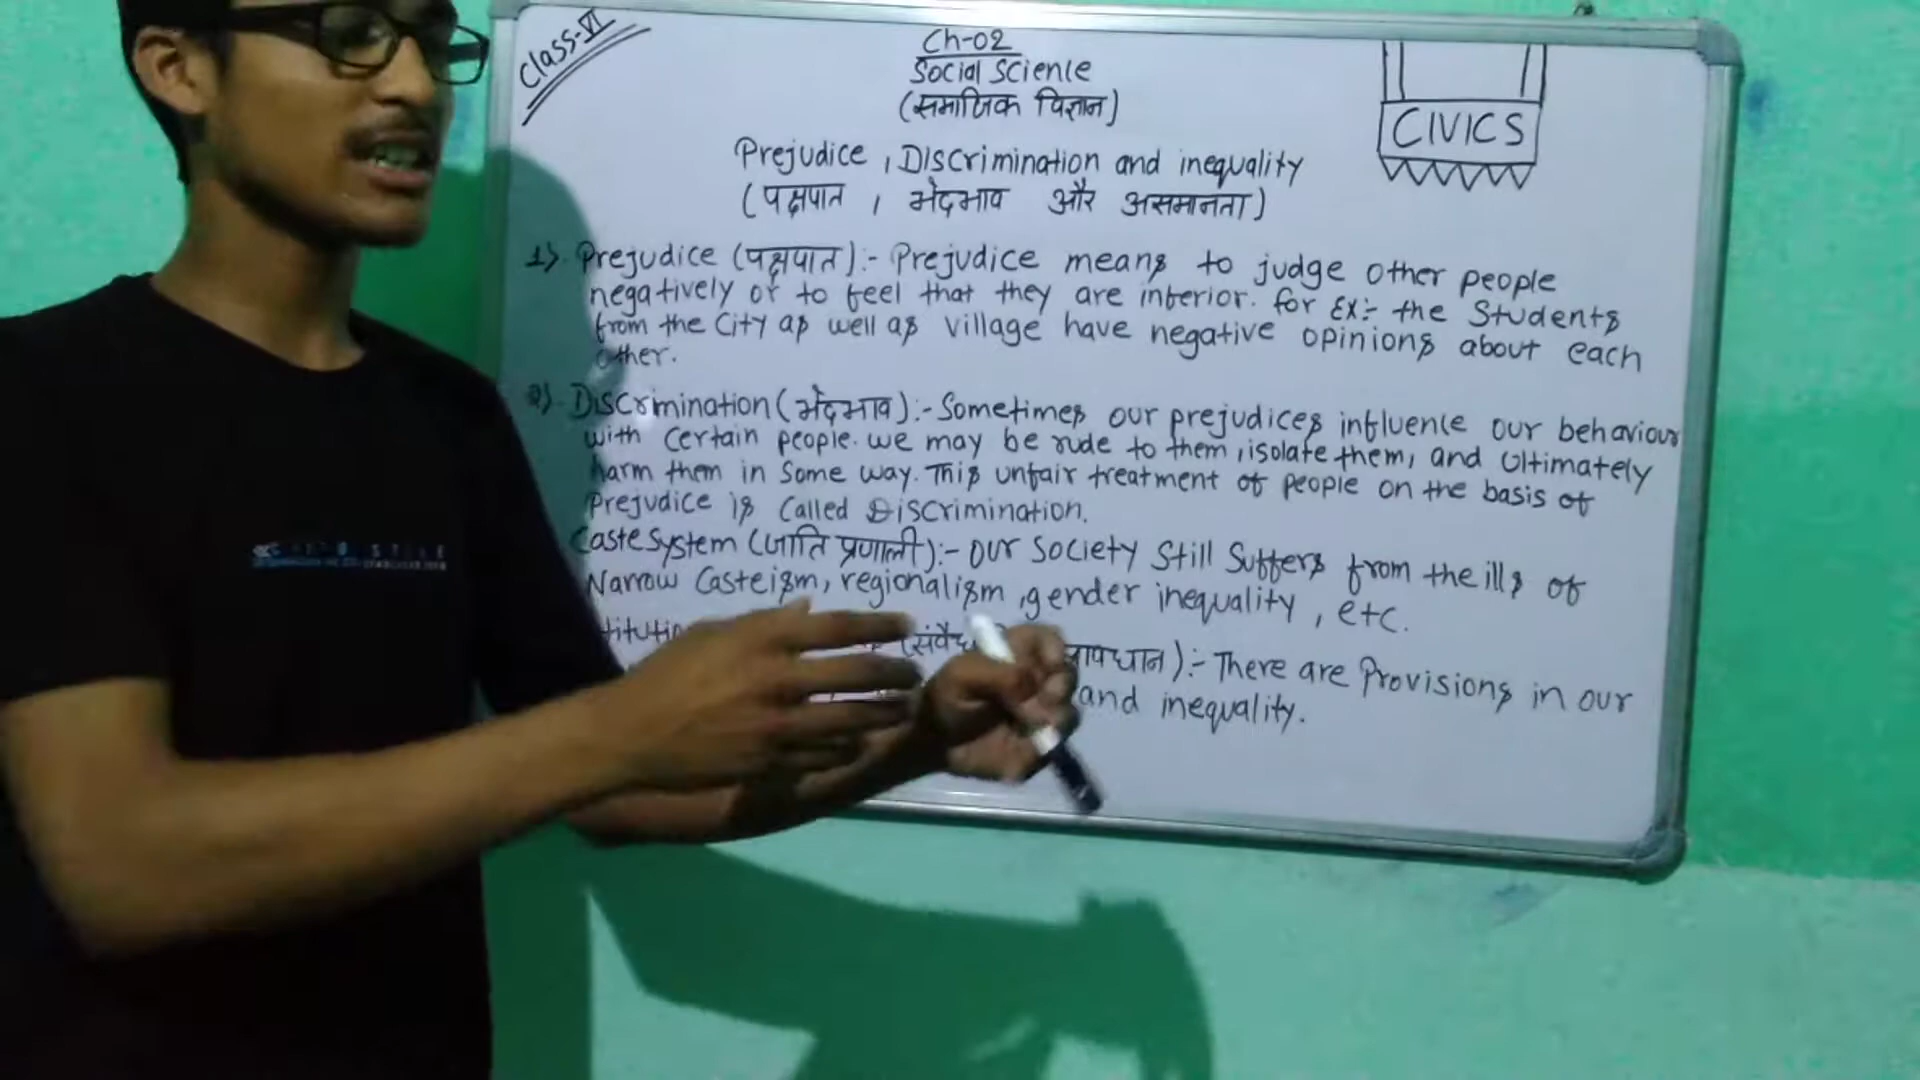 Class-VI
Ch-02
Social Science
(समाजिक विज्ञान)
CIVICS
Prejudice, Discrimination and inequality
(पक्षपात, भेदभाव और असमानता)
1). Prejudice (पक्षपात):- Prejudice means to judge other people
negatively or to feel that they are inferior. for Ex:- the Students
from the City as well as village have negative opinions about each
other.
2). Discrimination (भेदभाव):- Sometimes our prejudices influence our behaviour
with Certain people. we may be rude to them, isolate them, and Ultimately
harm them in Some way. This unfair treatment of people on the basis of
Prejudice is Called Discrimination.
Caste System (जाति प्रणाली):- Our Society Still Suffers from the ills of
Narrow Casteism, regionalism, gender inequality, etc.
:- There are Provisions in our
and inequality.